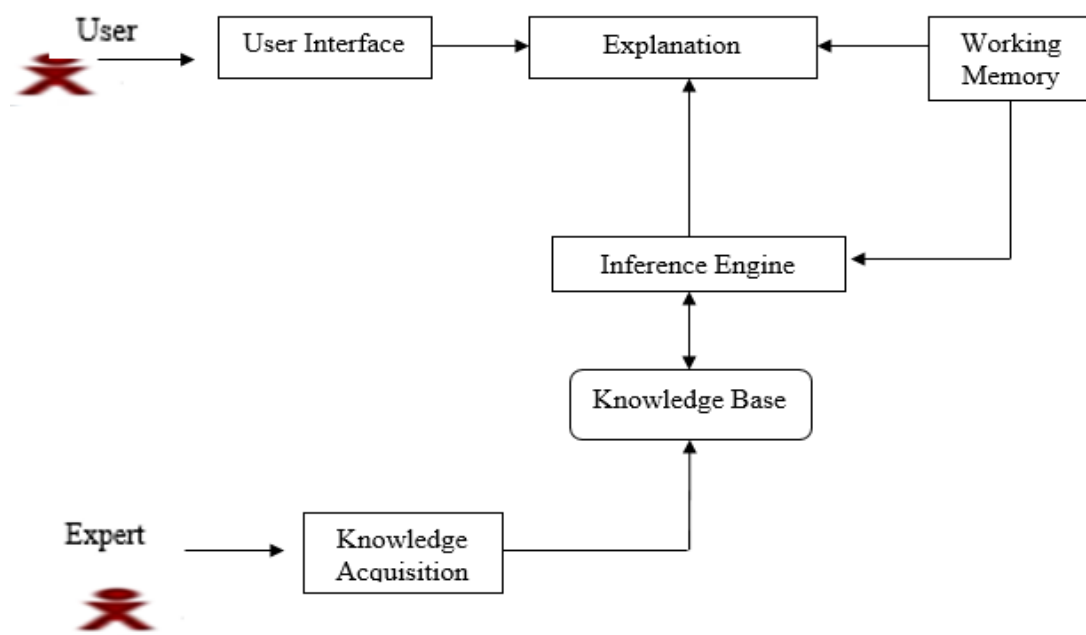 User
User Interface
Explanation
Working
Memory
Inference Engine
Knowledge Base
Expert
Knowledge
Acquisition